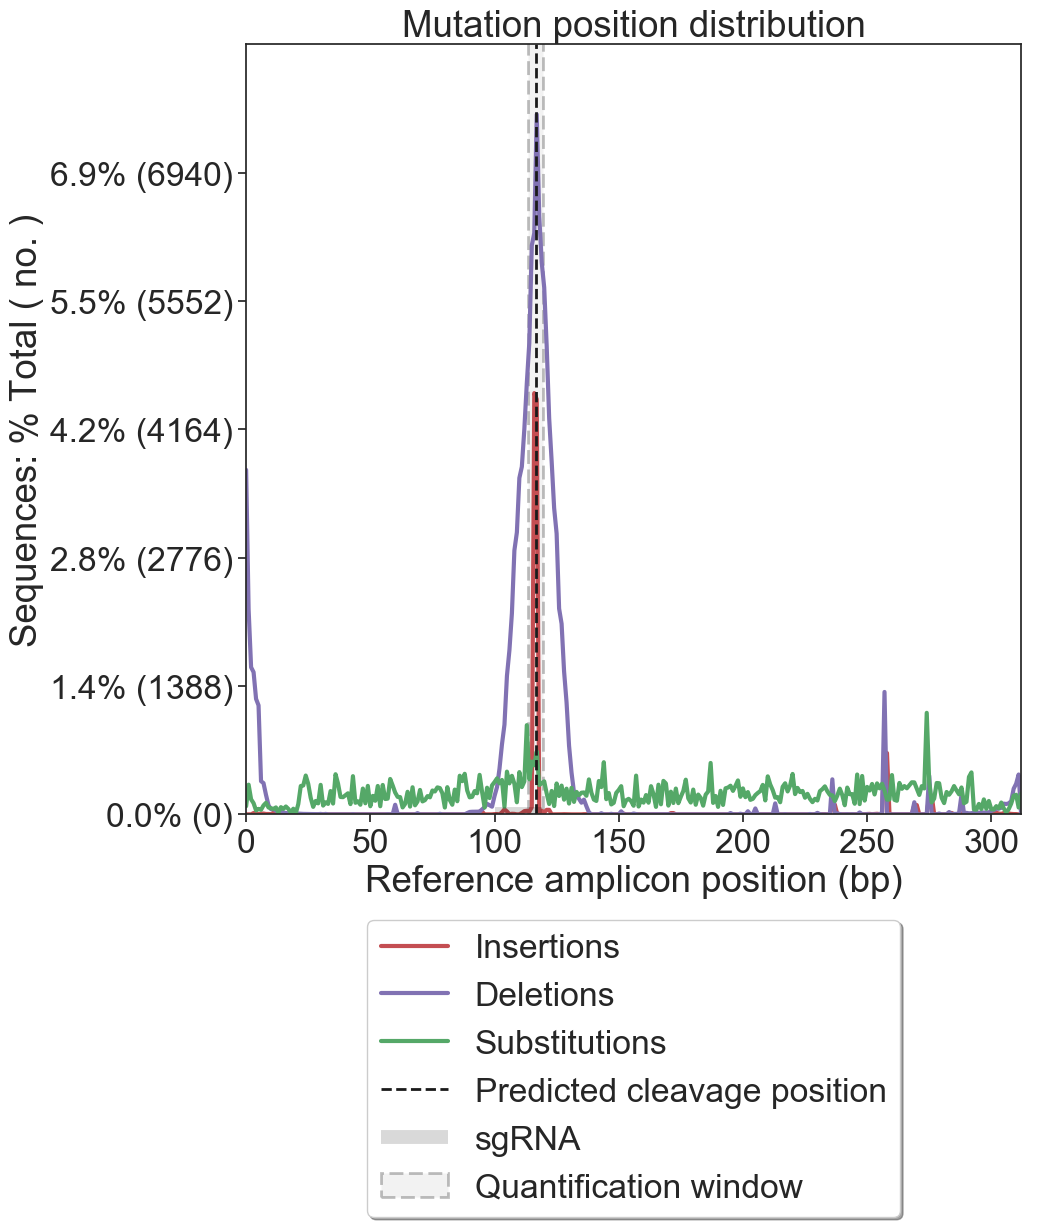 Mutation position distribution
Sequences: % Total ( no. )
6.9% (6940)
5.5% (5552)
4.2% (4164)
2.8% (2776)
1.4% (1388)
0.0% (0)
0 50 100 150 200 250 300
Reference amplicon position (bp)
Insertions
Deletions
Substitutions
Predicted cleavage position
sgRNA
Quantification window